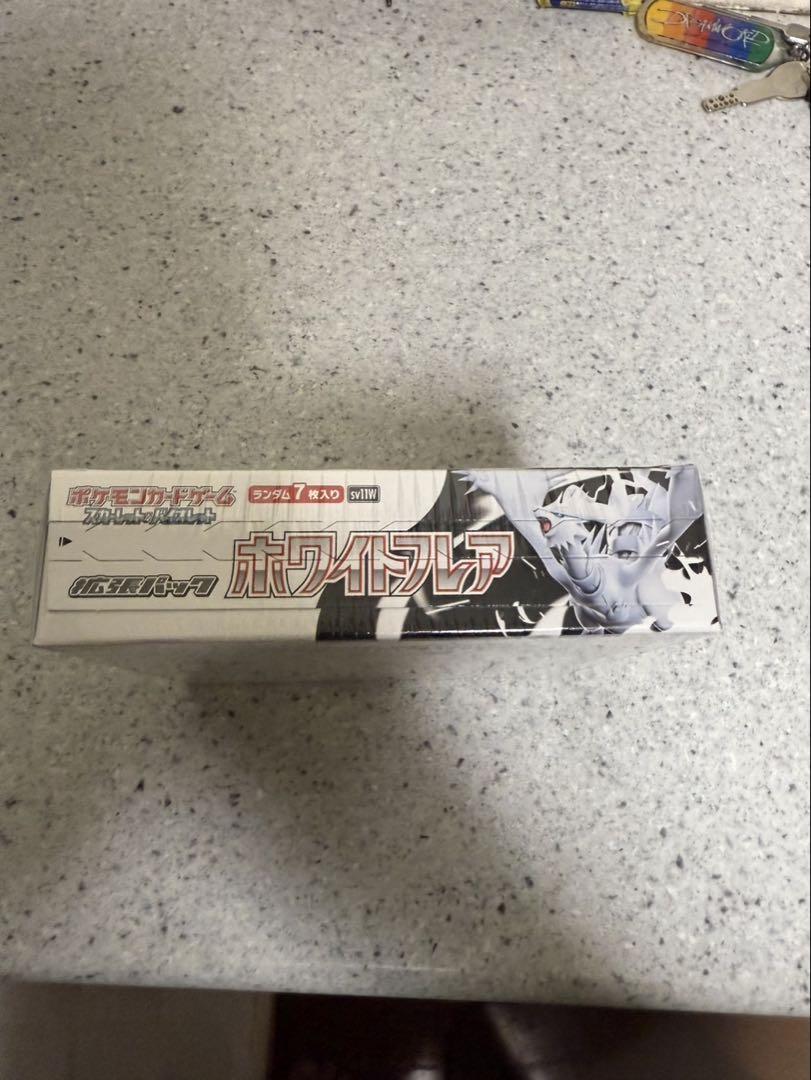 ポケモンカードゲーム
スカーレット&バイオレット
ランダム7枚入り sv11W
拡張パック
ホワイトフレア